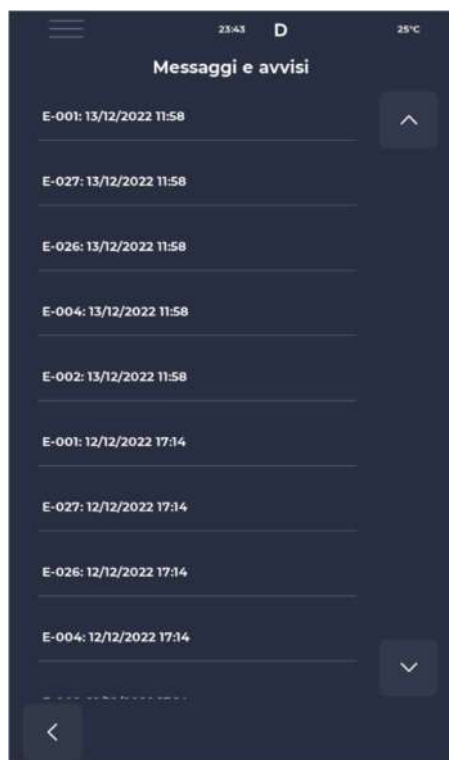 23:43 D 25°C
Messaggi e avvisi
E-001: 13/12/2022 11:58
E-027: 13/12/2022 11:58
E-026: 13/12/2022 11:58
E-004: 13/12/2022 11:58
E-002: 13/12/2022 11:58
E-001: 12/12/2022 17:14
E-027: 12/12/2022 17:14
E-026: 12/12/2022 17:14
E-004: 12/12/2022 17:14